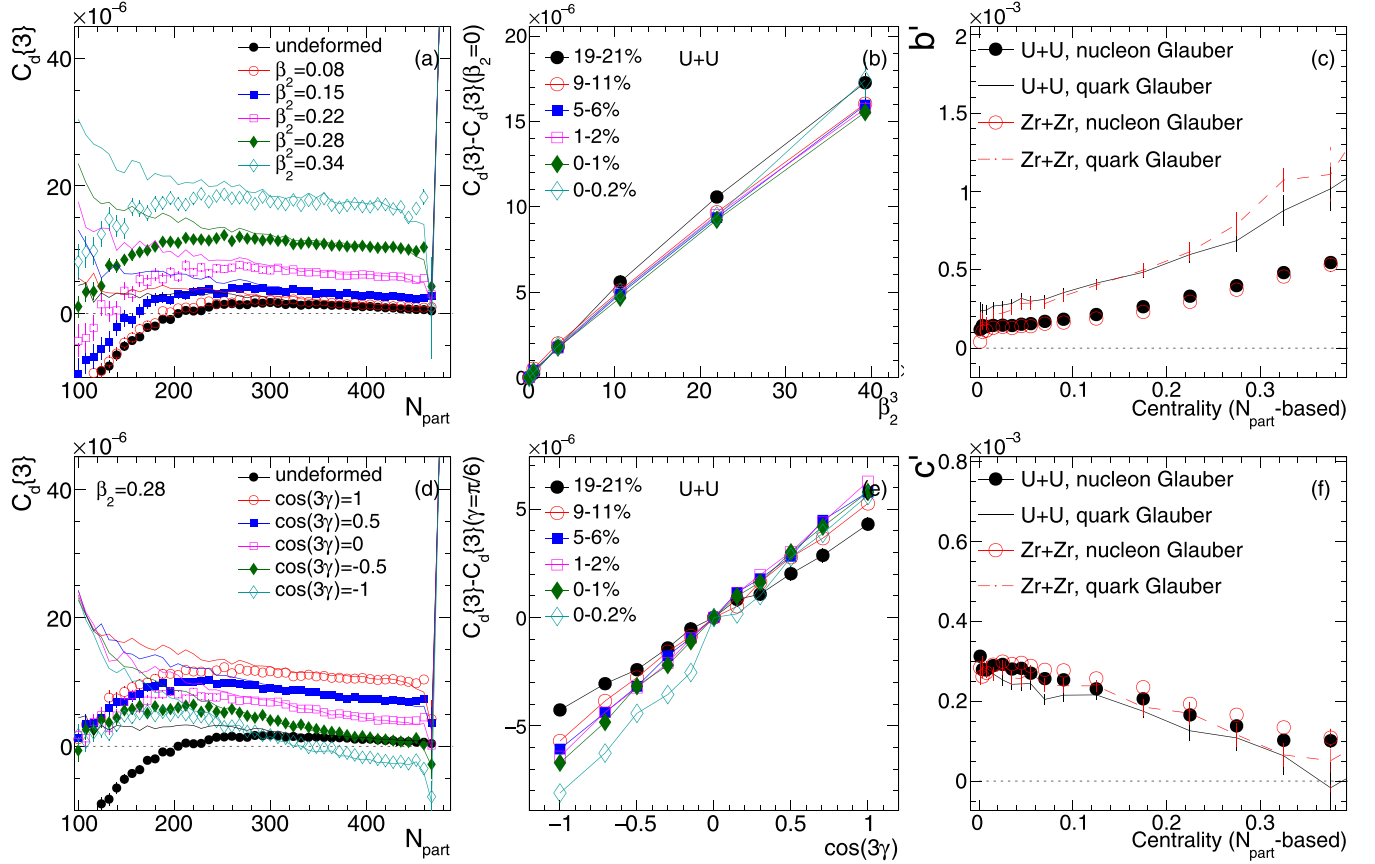 ×10⁻⁶
C_d{3}
(a)
undeformed
β₂=0.08
β₂=0.15
β₂=0.22
β₂=0.28
β₂=0.34
40
20
0
100 200 300 400
N_part
×10⁻⁶
C_d{3}-C_d{3}(β₂=0)
(b)
U+U
19-21%
9-11%
5-6%
1-2%
0-1%
0-0.2%
20
15
10
5
0
0 10 20 30 40
β₂³
×10⁻³
b'
(c)
U+U, nucleon Glauber
U+U, quark Glauber
Zr+Zr, nucleon Glauber
Zr+Zr, quark Glauber
2
1.5
1
0.5
0
0 0.1 0.2 0.3
Centrality (N_part-based)
×10⁻⁶
C_d{3}
(d)
β₂=0.28
undeformed
cos(3γ)=1
cos(3γ)=0.5
cos(3γ)=0
cos(3γ)=-0.5
cos(3γ)=-1
40
20
0
100 200 300 400
N_part
×10⁻⁶
C_d{3}-C_d{3}(γ=π/6)
(e)
U+U
19-21%
9-11%
5-6%
1-2%
0-1%
0-0.2%
5
0
−5
−1 −0.5 0 0.5 1
cos(3γ)
×10⁻³
c'
(f)
U+U, nucleon Glauber
U+U, quark Glauber
Zr+Zr, nucleon Glauber
Zr+Zr, quark Glauber
0.8
0.6
0.4
0.2
0
0 0.1 0.2 0.3
Centrality (N_part-based)